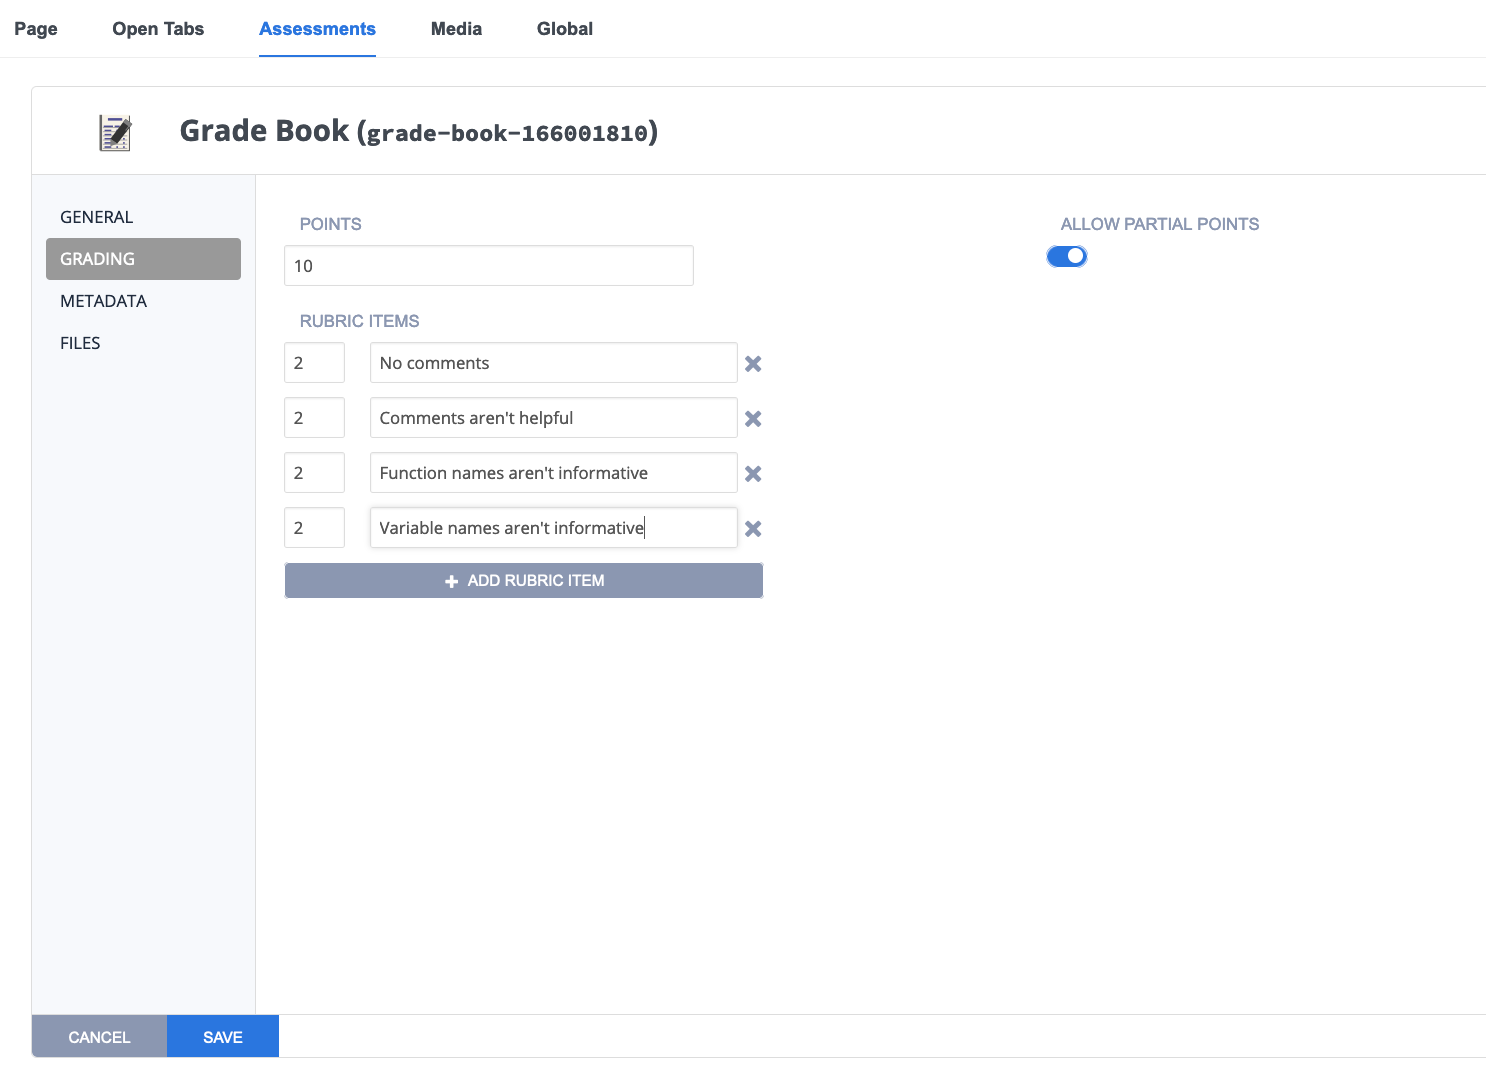 Page Open Tabs Assessments Media Global
Grade Book (grade-book-166001810)
GENERAL
GRADING
METADATA
FILES
POINTS
10
ALLOW PARTIAL POINTS
RUBRIC ITEMS
2 No comments
2 Comments aren't helpful
2 Function names aren't informative
2 Variable names aren't informative
ADD RUBRIC ITEM
CANCEL SAVE